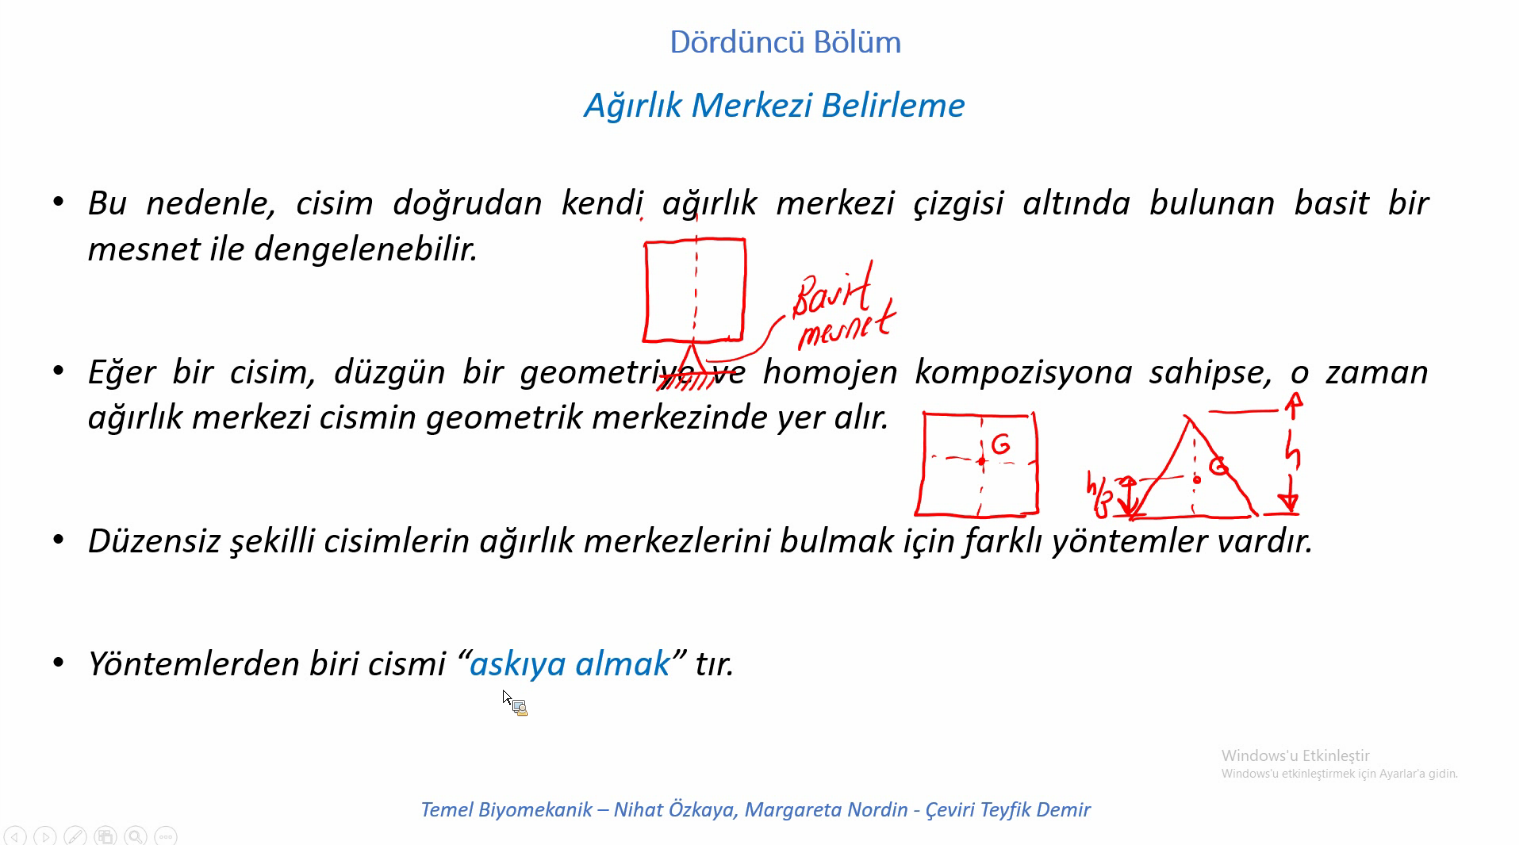 Dördüncü Bölüm
Ağırlık Merkezi Belirleme
• Bu nedenle, cisim doğrudan kendi ağırlık merkezi çizgisi altında bulunan basit bir
mesnet ile dengelenebilir.
Basit
mesnet
• Eğer bir cisim, düzgün bir geometriye ve homojen kompozisyona sahipse, o zaman
ağırlık merkezi cismin geometrik merkezinde yer alır.
G
G
h
h/3
• Düzensiz şekilli cisimlerin ağırlık merkezlerini bulmak için farklı yöntemler vardır.
• Yöntemlerden biri cismi “askıya almak” tır.
Windows'u Etkinleştir
Windows'u etkinleştirmek için Ayarlar'a gidin.
Temel Biyomekanik – Nihat Özkaya, Margareta Nordin - Çeviri Teyfik Demir